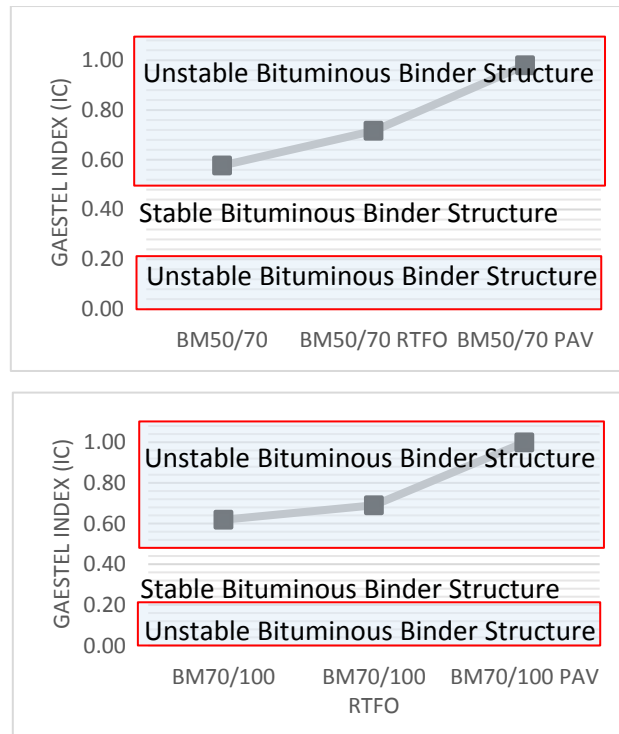 GAESTEL INDEX (IC)
1.00
0.80
0.60
0.40
0.20
0.00
Unstable Bituminous Binder Structure
Stable Bituminous Binder Structure
Unstable Bituminous Binder Structure
BM50/70
BM50/70 RTFO
BM50/70 PAV
GAESTEL INDEX (IC)
1.00
0.80
0.60
0.40
0.20
0.00
Unstable Bituminous Binder Structure
Stable Bituminous Binder Structure
Unstable Bituminous Binder Structure
BM70/100
BM70/100
RTFO
BM70/100 PAV